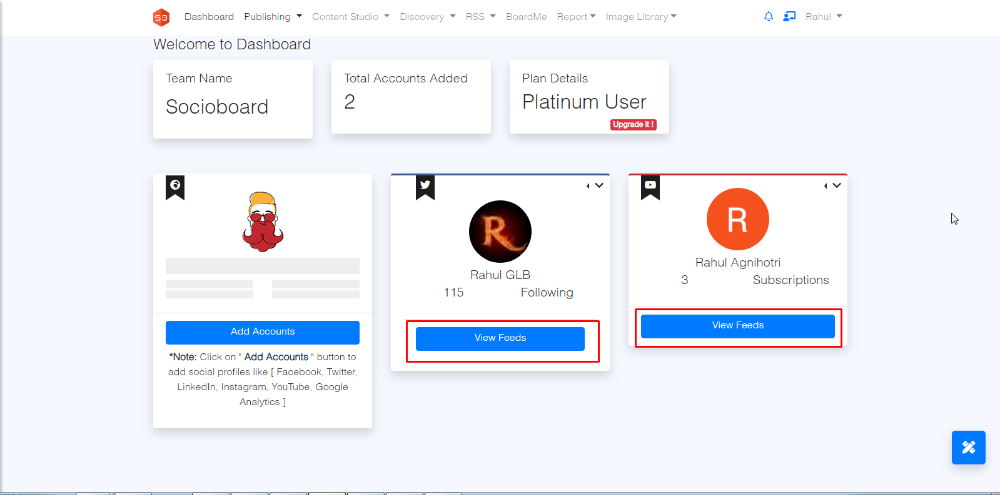 SB Dashboard Publishing Content Studio Discovery RSS BoardMe Report Image Library Rahul
Welcome to Dashboard
Team Name
Socioboard
Total Accounts Added
2
Plan Details
Platinum User
Upgrade it !
Add Accounts
*Note: Click on " Add Accounts " button to
add social profiles like [ Facebook, Twitter,
LinkedIn, Instagram, YouTube, Google
Analytics ]
R
Rahul GLB
115 Following
View Feeds
R
Rahul Agnihotri
3 Subscriptions
View Feeds